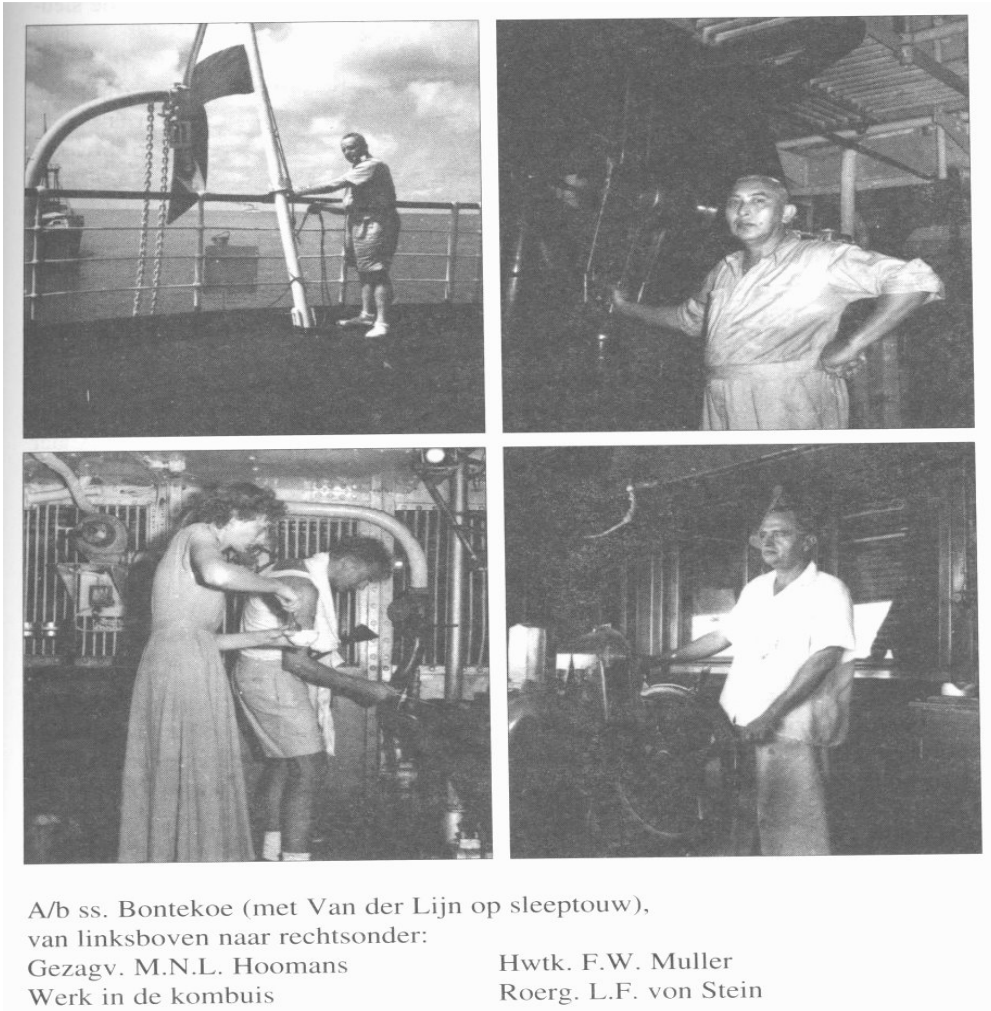 A/b ss. Bontekoe (met Van der Lijn op sleeptouw),
van linksboven naar rechtsonder:
Gezagv. M.N.L. Hoomans Hwtk. F.W. Muller
Werk in de kombuis Roerg. L.F. von Stein